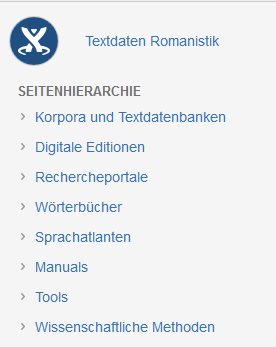 Textdaten Romanistik
SEITENHIERARCHIE
Korpora und Textdatenbanken
Digitale Editionen
Rechercheportale
Wörterbücher
Sprachatlanten
Manuals
Tools
Wissenschaftliche Methoden